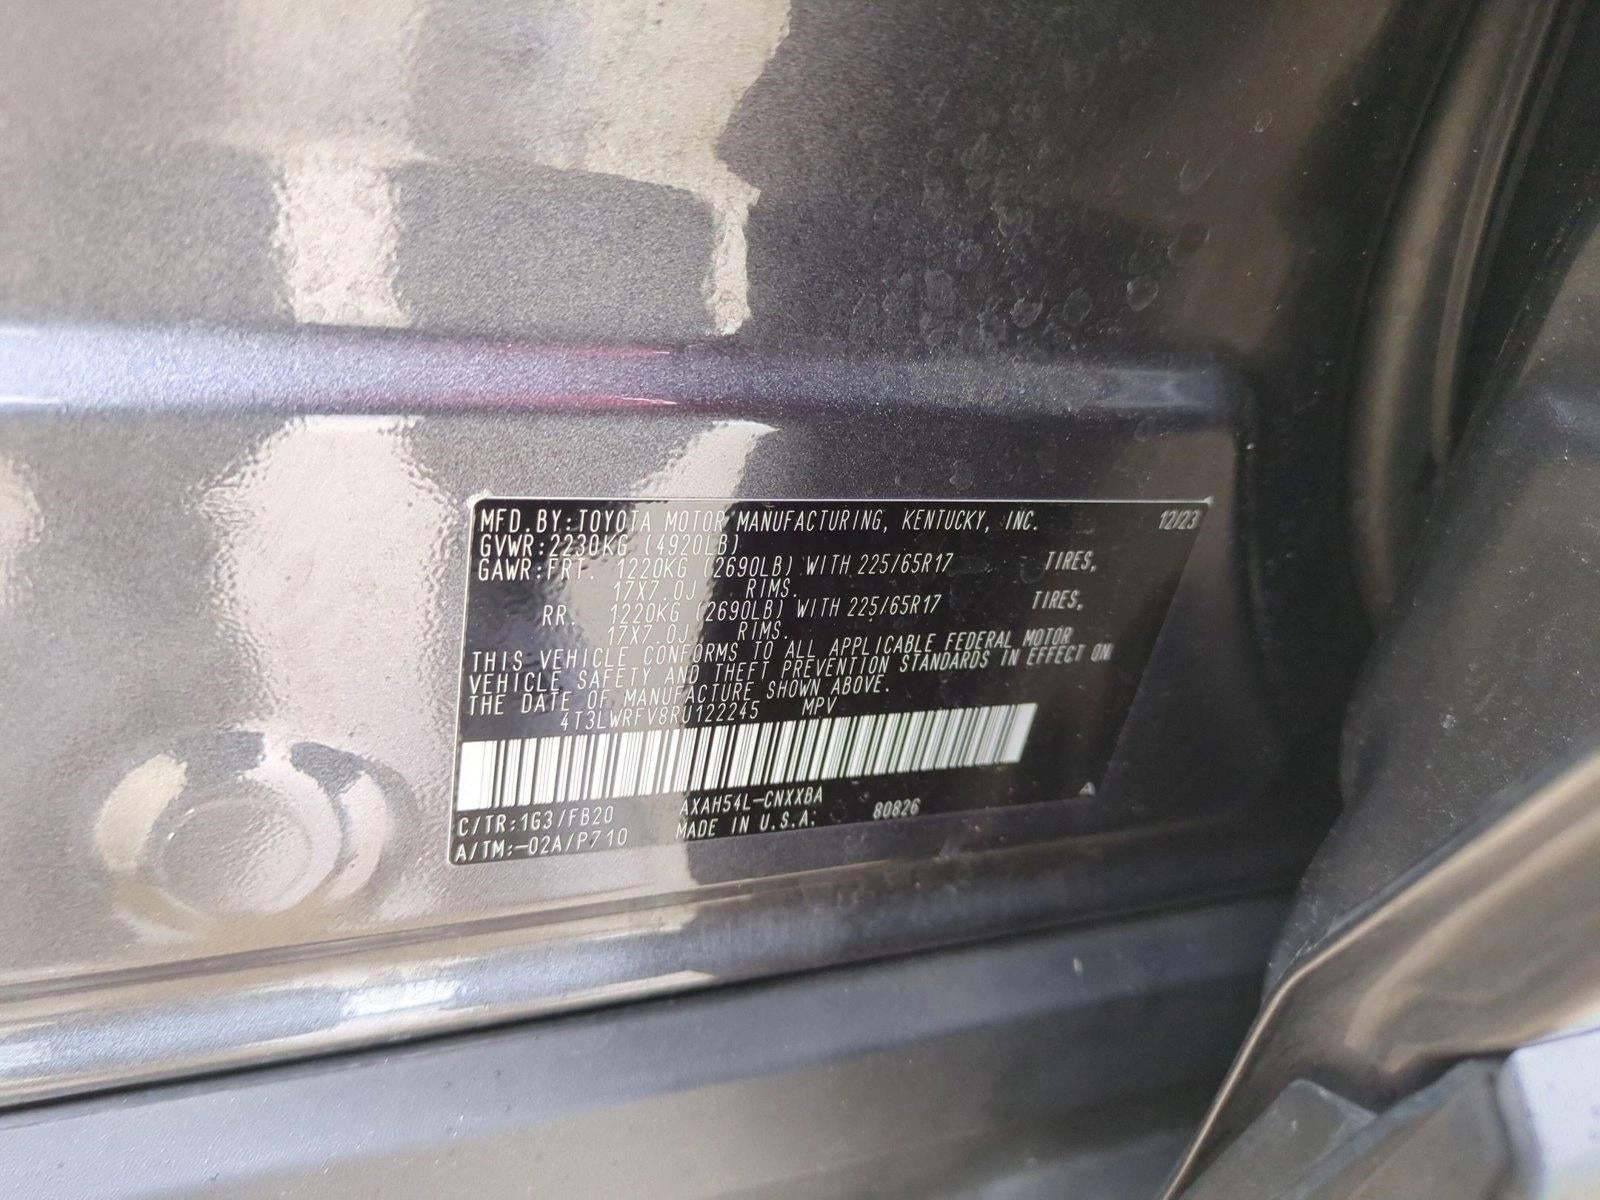 MFD.BY:TOYOTA MOTOR MANUFACTURING, KENTUCKY, INC. 12/23
GVWR:2230KG (4920LB)
GAWR:FRT. 1220KG (2690LB) WITH 225/65R17 TIRES,
17X7.0J RIMS.
RR. 1220KG (2690LB) WITH 225/65R17 TIRES,
17X7.0J RIMS.
THIS VEHICLE CONFORMS TO ALL APPLICABLE FEDERAL MOTOR
VEHICLE SAFETY AND THEFT PREVENTION STANDARDS IN EFFECT ON
THE DATE OF MANUFACTURE SHOWN ABOVE.
4T3LWRFV8RU122245 MPV
C/TR:1G3/FB20 AXAH54L-CNXXBA
A/TM:-02A/P710 MADE IN U.S.A: 80826
A